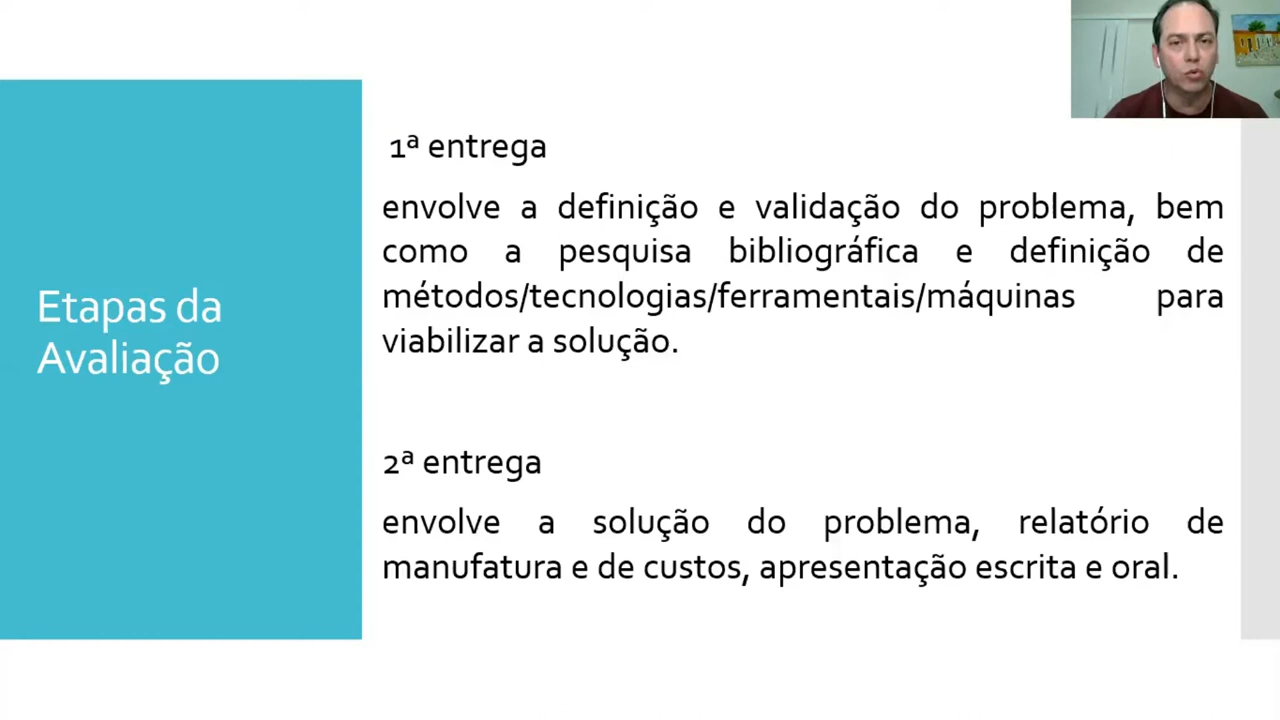 Etapas da
Avaliação
1ª entrega
envolve a definição e validação do problema, bem
como a pesquisa bibliográfica e definição de
métodos/tecnologias/ferramentais/máquinas para
viabilizar a solução.
2ª entrega
envolve a solução do problema, relatório de
manufatura e de custos, apresentação escrita e oral.